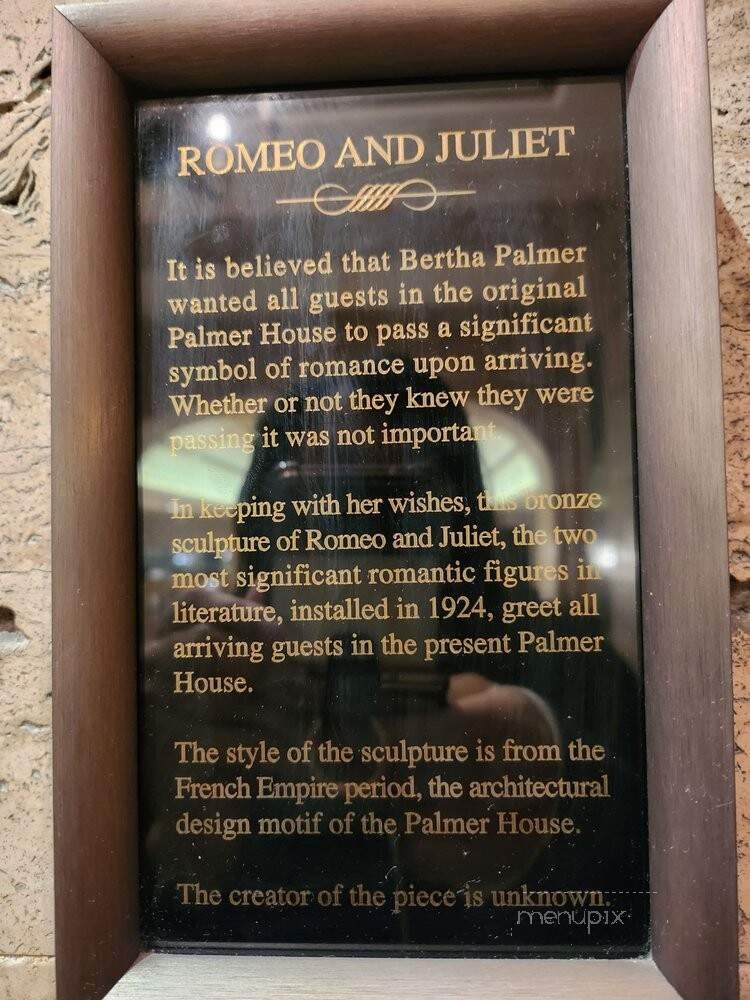 ROMEO AND JULIET
It is believed that Bertha Palmer
wanted all guests in the original
Palmer House to pass a significant
symbol of romance upon arriving.
Whether or not they knew they were
passing it was not important.
In keeping with her wishes, this bronze
sculpture of Romeo and Juliet, the two
most significant romantic figures in
literature, installed in 1924, greet all
arriving guests in the present Palmer
House.
The style of the sculpture is from the
French Empire period, the architectural
design motif of the Palmer House.
The creator of the piece is unknown.
menupix